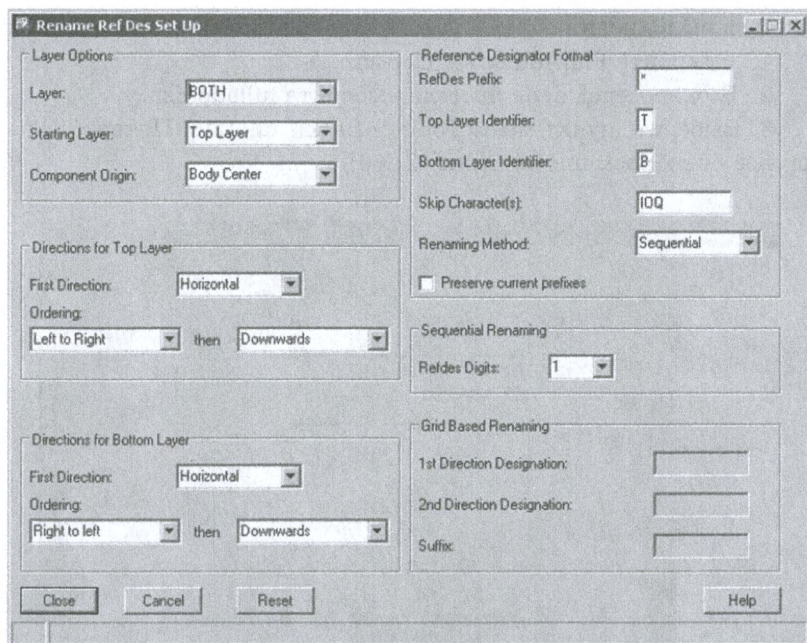 Rename Ref Des Set Up
Layer Options
Layer: BOTH
Starting Layer: Top Layer
Component Origin: Body Center
Directions for Top Layer
First Direction: Horizontal
Ordering:
Left to Right then Downwards
Directions for Bottom Layer
First Direction: Horizontal
Ordering:
Right to left then Downwards
Reference Designator Format
RefDes Prefix: *
Top Layer Identifier: T
Bottom Layer Identifier: B
Skip Character(s): IOQ
Renaming Method: Sequential
Preserve current prefixes
Sequential Renaming
Refdes Digits: 1
Grid Based Renaming
1st Direction Designation:
2nd Direction Designation:
Suffix:
Close Cancel Reset Help